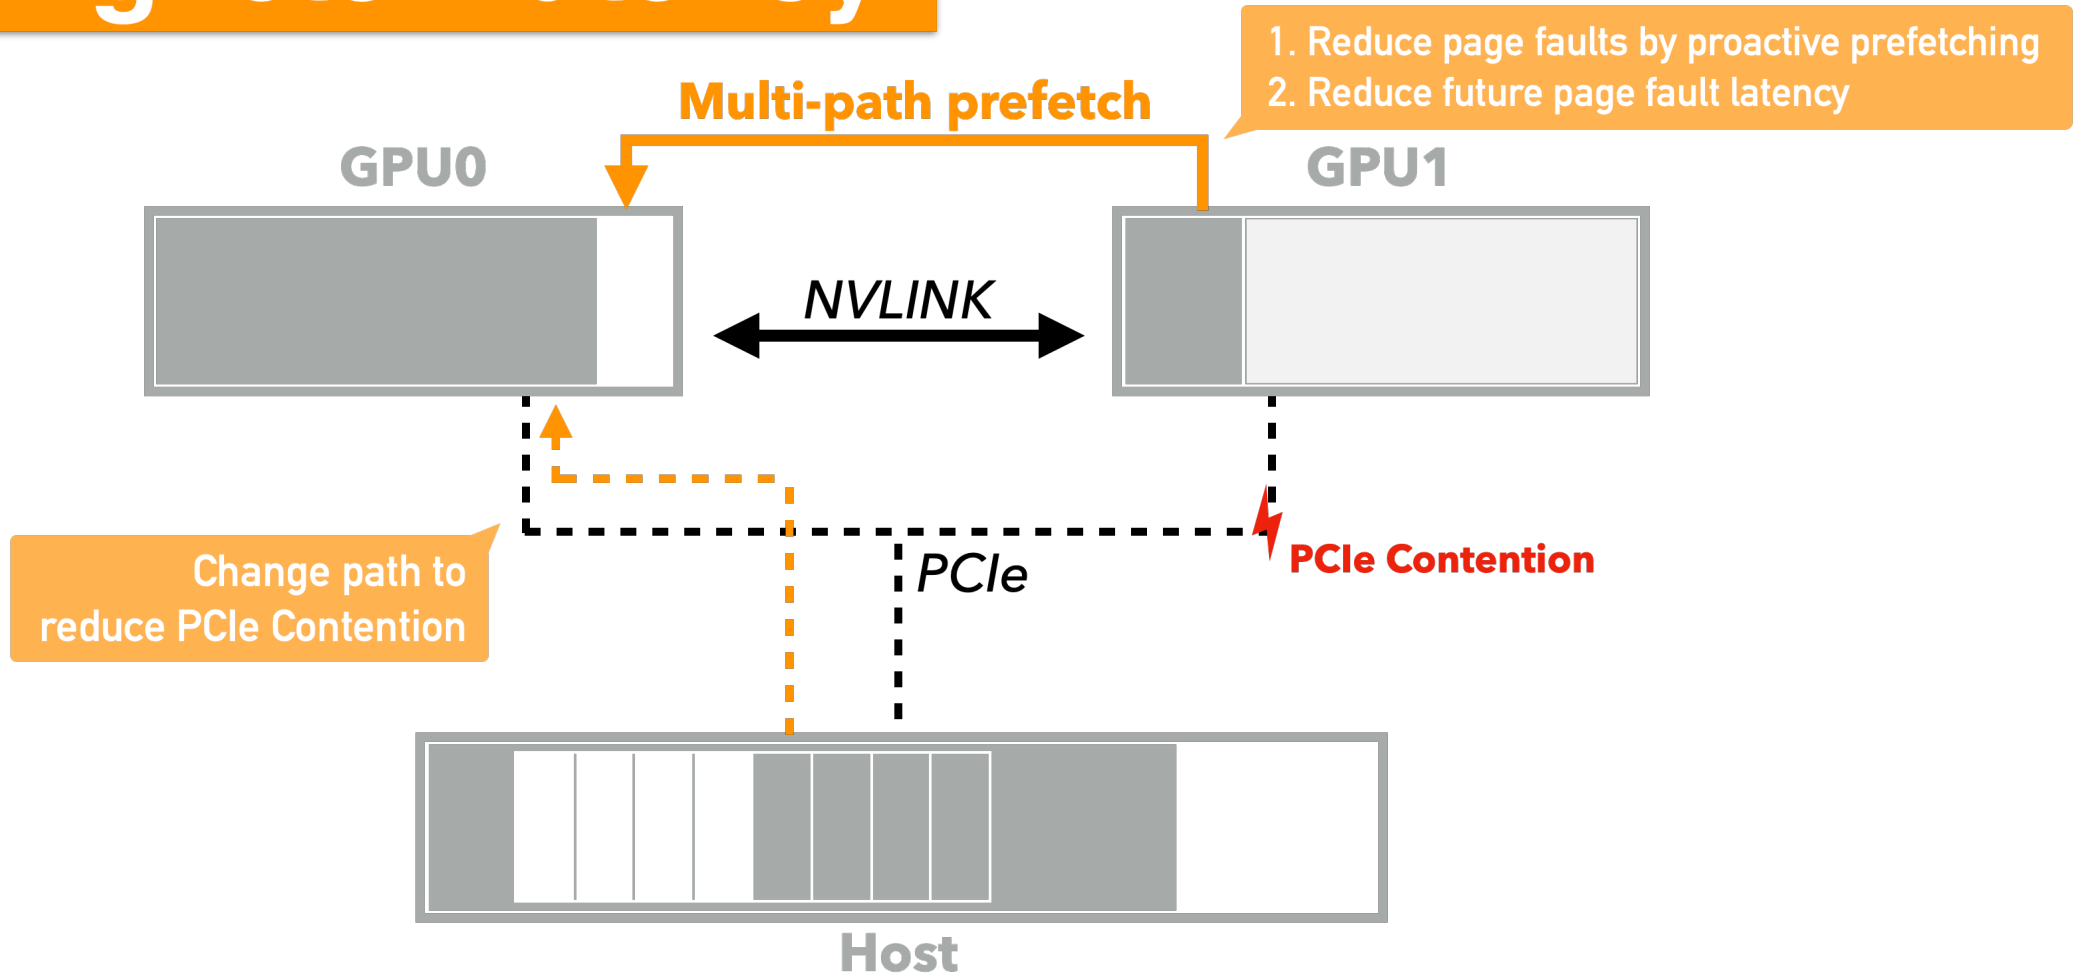 1. Reduce page faults by proactive prefetching
2. Reduce future page fault latency
Multi-path prefetch
GPU0
GPU1
NVLINK
PCIe Contention
Change path to
reduce PCIe Contention
PCIe
Host